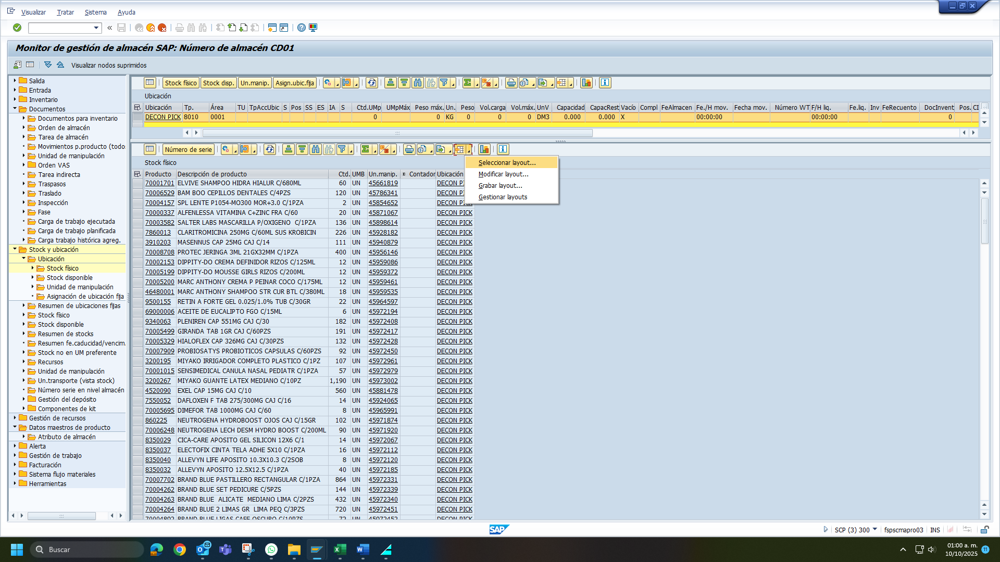 Visualizar Tratar Sistema Ayuda
Monitor de gestión de almacén SAP: Número de almacén CD01
Visualizar nodos suprimidos
Salida
Entrada
Inventario
Documentos
Documentos para inventario
Orden de almacén
Tarea de almacén
Movimientos p.producto (todos
Unidad de manipulación
Orden VAS
Tarea indirecta
Traspasos
Traslado
Inspección
Fase
Carga de trabajo ejecutada
Carga de trabajo planificada
Carga trabajo histórica agreg.
Stock y ubicación
Ubicación
Stock físico
Stock disponible
Unidad de manipulación
Asignación de ubicación fija
Resumen de ubicaciones fijas
Stock físico
Stock disponible
Resumen de stocks
Resumen fe.caducidad/vencim.
Stock no en UM preferente
Recursos
Unidad de manipulación
Un.transporte (vista stock)
Número serie en nivel almacén
Gestión del depósito
Componentes de kit
Gestión de recursos
Datos maestros de producto
Atributo de almacén
Alerta
Gestión de trabajo
Facturación
Sistema flujo materiales
Herramientas
Stock físico Stock disp. Un.manip. Asign.ubic.fija
Ubicación
Ubicación Tp. Área TU TpAccUbic S Pos SS ES IA S Ctd.UMp UMpMáx Peso máx. Un. Peso Vol.carga Vol.máx. UnV Capacidad CapacRest Vacío Compl FeAlmacen Fe./H mov. Fecha mov. Número WT F/H liq. Fe.liq. Inv FeRecuento DocInvent Pos. CI
DECON PICK 8010 0001 0 0 KG 0 0 0 DM3 0.000 0.000 X 00:00:00 00:00:00 0
Número de serie
Stock físico
Seleccionar layout...
Modificar layout...
Grabar layout...
Gestionar layouts
Producto Descripción de producto Ctd. UMB Un.manip. Σ Contador Ubicación
70001701 ELVIVE SHAMPOO HIDRA HIALUR C/680ML 60 UN 45661819 DECON PI
70006529 BAM BOO CEPILLOS DENTALES C/4PZS 120 UN 45786341 DECON PI
70004157 SPL LENTE P1054-MO300 MOR+3.0 C/1PZA 2 UN 45854652 DECON PICK
70000337 ALFENLESSA VITAMINA C+ZINC FRA C/60 20 UN 45871067 DECON PICK
70003582 SALTER LABS MASCARILLA P/OXIGENO C/1PZA 136 UN 45898614 DECON PICK
7860013 CLARITROMICINA 250MG C/60ML SUS KROBICIN 226 UN 45928182 DECON PICK
3910203 MASENNUS CAP 25MG CAJ C/14 111 UN 45940879 DECON PICK
70008708 PROTEC JERINGA 3ML 21GX32MM C/1PZA 400 UN 45956146 DECON PICK
70002153 DIPPITY-DO CREMA DEFINIDOR RIZOS C/125ML 12 UN 45959086 DECON PICK
70005199 DIPPITY-DO MOUSSE GIRLS RIZOS C/200ML 12 UN 45959372 DECON PICK
70005200 MARC ANTHONY CREMA P PEINAR COCO C/175ML 12 UN 45959461 DECON PICK
46480001 MARC ANTHONY SHAMPOO STR CUR BTL C/380ML 18 UN 45959535 DECON PICK
9500155 RETIN A FORTE GEL 0.025/1.0% TUB C/30GR 22 UN 45964597 DECON PICK
69000006 ACEITE DE EUCALIPTO FGO C/15ML 6 UN 45972194 DECON PICK
9340063 PLENIREN CAP 551MG CAJ C/30 182 UN 45972408 DECON PICK
70005499 GIRANDA TAB 1GR CAJ C/60PZS 191 UN 45972417 DECON PICK
70005329 HIALOFLEX CAP 326MG CAJ C/30PZS 132 UN 45972428 DECON PICK
70007909 PROBIOSATYS PROBIOTICOS CAPSULAS C/60PZS 92 UN 45972450 DECON PICK
3200195 MIYAKO IRRIGADOR COMPLETO PLASTICO C/1PZ 107 UN 45972961 DECON PICK
70001015 SENSIMEDICAL CANULA NASAL PEDIATR C/1PZA 57 UN 45972979 DECON PICK
3200267 MIYAKO GUANTE LATEX MEDIANO C/10PZ 1,190 UN 45973002 DECON PICK
4520090 EXEL CAP 15MG CAJ C/10 560 UN 45881478 DECON PICK
7550052 DAFLOXEN F TAB 275/300MG CAJ C/16 14 UN 45924065 DECON PICK
70005695 DIMEFOR TAB 1000MG CAJ C/60 8 UN 45965991 DECON PICK
860225 NEUTROGENA HYDROBOOST OJOS CAJ C/15GR 102 UN 45971874 DECON PICK
70006248 NEUTROGENA LECH DESM HYDRO BOOST C/200ML 90 UN 45971920 DECON PICK
8350029 CICA-CARE APOSITO GEL SILICON 12X6 C/1 14 UN 45972067 DECON PICK
8350037 ELECTOFIX CINTA TELA ADHE 5X10 C/1PZA 16 UN 45972112 DECON PICK
8350040 ALLEVYN LIFE APOSITO 10.3X10.3 C/2SOB 8 UN 45972120 DECON PICK
8350032 ALLEVYN APOSITO 12.5X12.5 C/1PZA 40 UN 45972185 DECON PICK
70007702 BRAND BLUE PASTILLERO RECTANGULAR C/1PZA 864 UN 45972331 DECON PICK
70004262 BRAND BLUE SET PEDICURE C/5PZS 144 UN 45972339 DECON PICK
70004263 BRAND BLUE ALICATE MEDIANO LIMA C/2PZS 432 UN 45972340 DECON PICK
70004264 BRAND BLUE 2 LIMAS GR LIMA PEQ C/3PZS 720 UN 45972451 DECON PICK
70004892 BRAND BLUE LIGAS CAFE OSCURO C/10PZS 72 UN 45972452 DECON PICK
SAP
SCP (3) 300 fspscmapro03 INS
Buscar
01:00 a. m.
10/10/2025
11